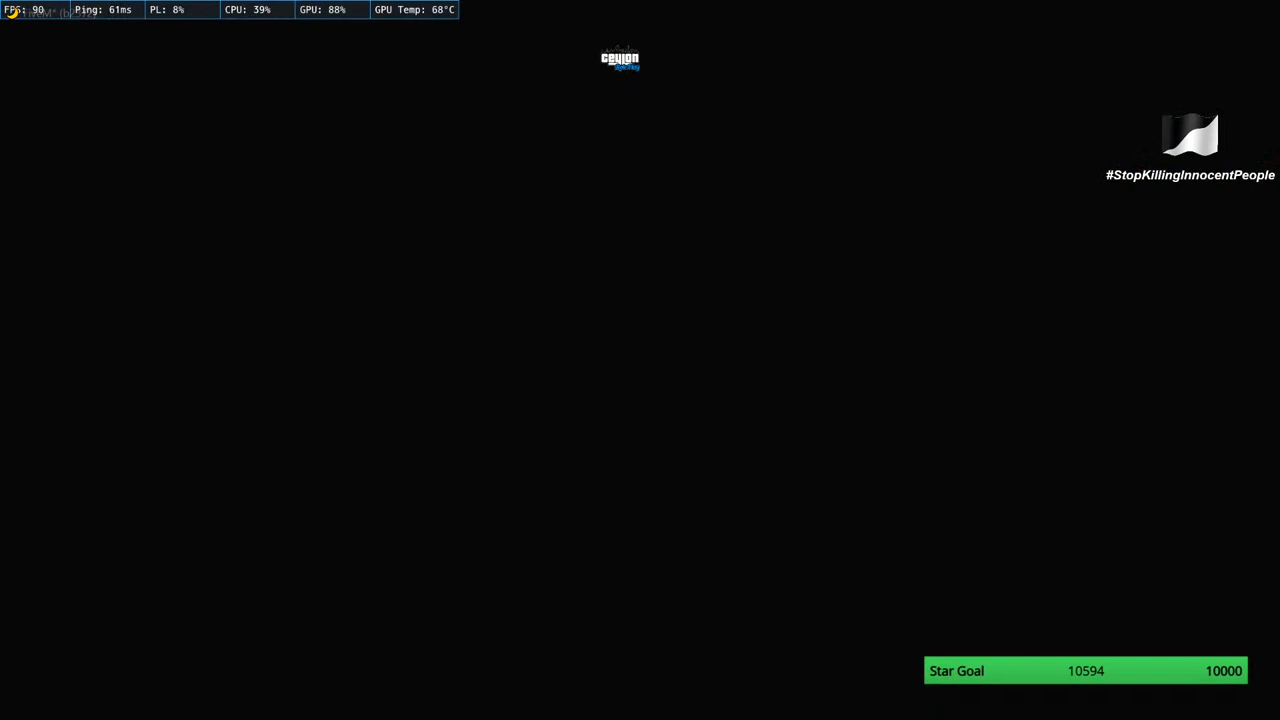 FPS: 90 Ping: 61ms PL: 8% CPU: 39% GPU: 88% GPU Temp: 68°C
CEYLON
#StopKillingInnocentPeople
Star Goal 10594 10000